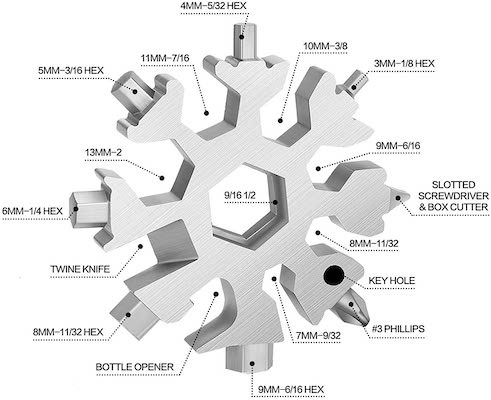 4MM-5/32 HEX
11MM-7/16
10MM-3/8
5MM-3/16 HEX
3MM-1/8 HEX
13MM-2
9MM-6/16
9/16 1/2
SLOTTED
SCREWDRIVER
& BOX CUTTER
6MM-1/4 HEX
8MM-11/32
TWINE KNIFE
KEY HOLE
8MM-11/32 HEX
7MM-9/32
#3 PHILLIPS
BOTTLE OPENER
9MM-6/16 HEX